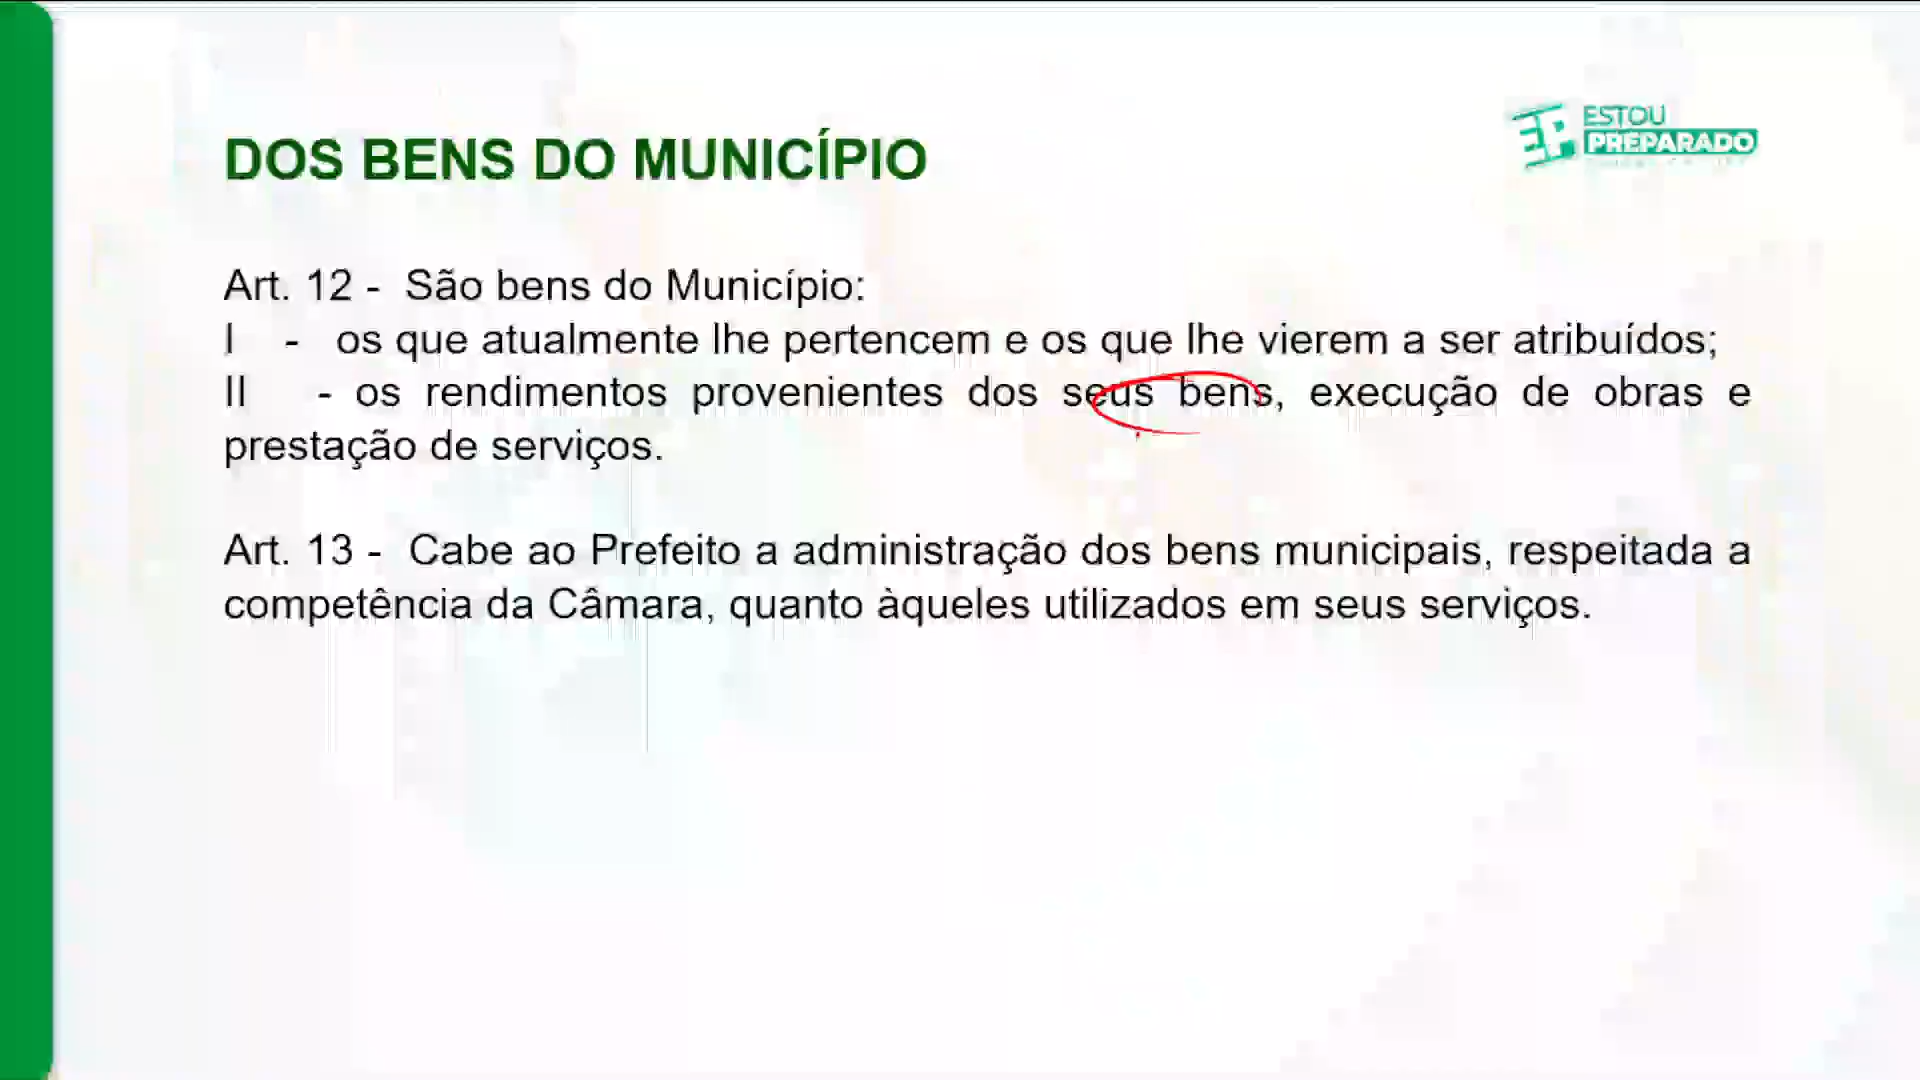 ESTOU
PREPARADO
DOS BENS DO MUNICÍPIO
Art. 12 - São bens do Município:
I - os que atualmente lhe pertencem e os que lhe vierem a ser atribuídos;
II - os rendimentos provenientes dos seus bens, execução de obras e
prestação de serviços.
Art. 13 - Cabe ao Prefeito a administração dos bens municipais, respeitada a
competência da Câmara, quanto àqueles utilizados em seus serviços.